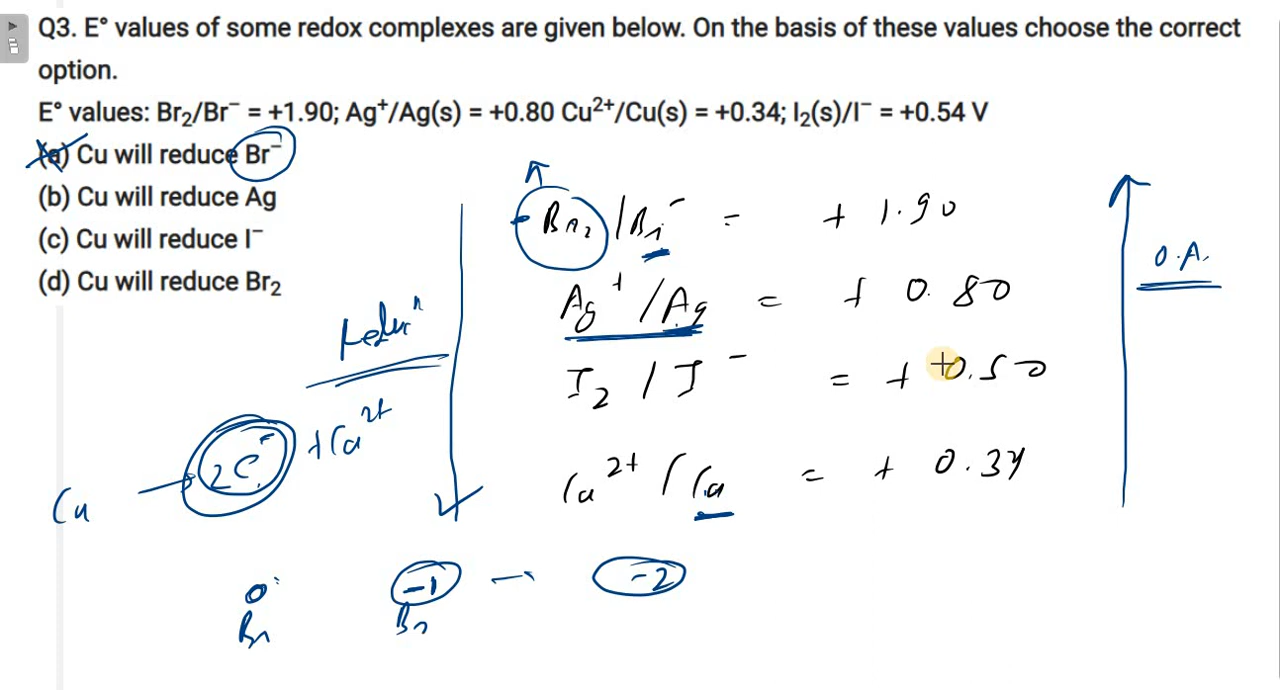 Q3. E° values of some redox complexes are given below. On the basis of these values choose the correct
option.
E° values: Br₂/Br⁻ = +1.90; Ag⁺/Ag(s) = +0.80 Cu²⁺/Cu(s) = +0.34; I₂(s)/I⁻ = +0.54 V
(a) Cu will reduce Br⁻
(b) Cu will reduce Ag
(c) Cu will reduce I⁻
(d) Cu will reduce Br₂
Br₂/Br⁻ = + 1.90
O.A.
Ag⁺/Ag = + 0.80
I₂/I⁻ = + +0.50
Cu²⁺/Cu = + 0.34
Cu → 2e⁻ + Cu²⁺
0 -1 → -2
Br Br